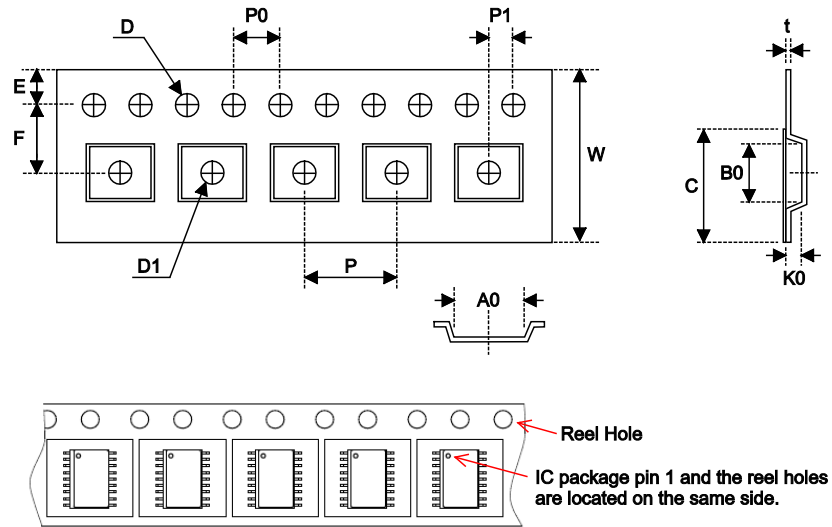 D
P0
P1
t
E
F
W
C
B0
D1
P
K0
A0
Reel Hole
IC package pin 1 and the reel holes
are located on the same side.